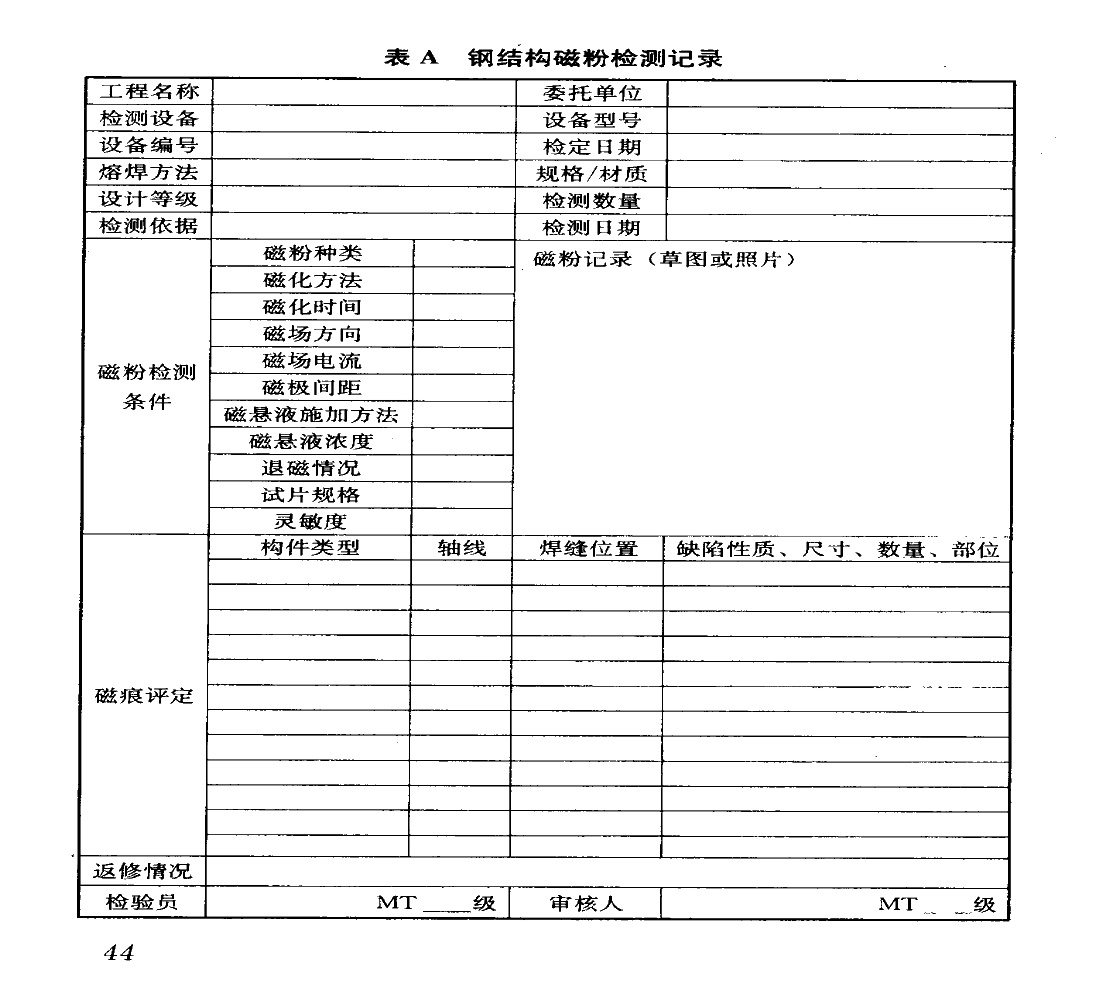 表 A 钢结构磁粉检测记录
工程名称 委托单位
检测设备 设备型号
设备编号 检定日期
熔焊方法 规格/材质
设计等级 检测数量
检测依据 检测日期
磁粉检测条件
磁粉种类
磁化方法
磁化时间
磁场方向
磁场电流
磁极间距
磁悬液施加方法
磁悬液浓度
退磁情况
试片规格
灵敏度
磁粉记录（草图或照片）
磁痕评定
构件类型 轴线 焊缝位置 缺陷性质、尺寸、数量、部位
返修情况
检验员 MT ___级 审核人 MT ___级
44